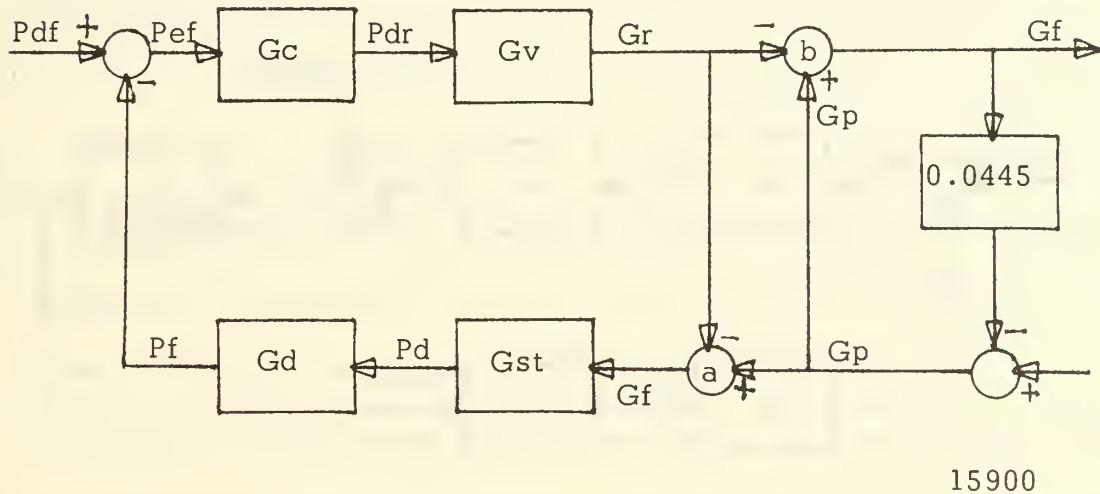 Pdf + Pef Gc Pdr Gv Gr - b Gf
-
+
Gp
0.0445
Pf Gd Pd Gst Gf a - + Gp - +
15900